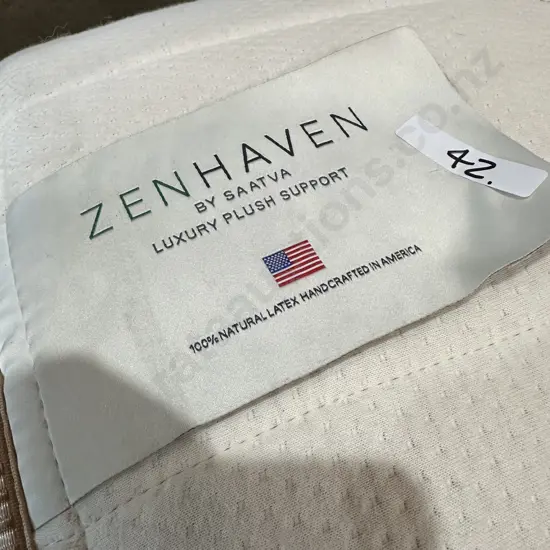 ZENHAVEN
BY SAATVA
LUXURY PLUSH SUPPORT
100% NATURAL LATEX HANDCRAFTED IN AMERICA
42.